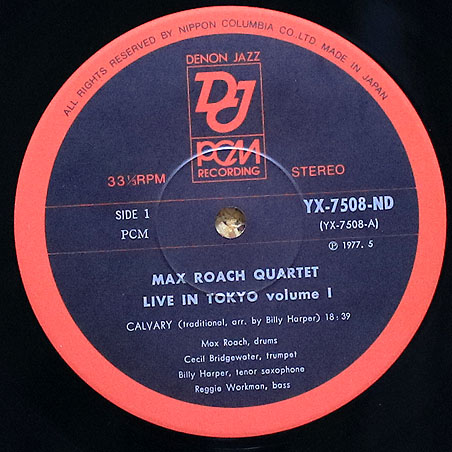 ALL RIGHTS RESERVED BY NIPPON COLUMBIA CO., LTD. MADE IN JAPAN
DENON JAZZ
DJ
PCM
RECORDING
33⅓RPM
STEREO
SIDE 1
PCM
YX-7508-ND
(YX-7508-A)
℗ 1977. 5
MAX ROACH QUARTET
LIVE IN TOKYO volume I
CALVARY (traditional, arr. by Billy Harper) 18:39
Max Roach, drums
Cecil Bridgewater, trumpet
Billy Harper, tenor saxophone
Reggie Workman, bass